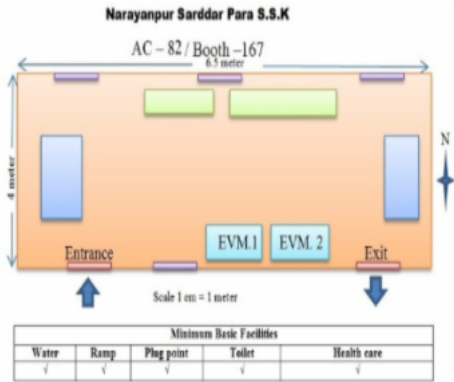 Narayanpur Sarddar Para S.S.K
AC – 82 / Booth –167
6.5 meter
4 meter
N
EVM.1
EVM. 2
Entrance
Exit
Scale 1 cm = 1 meter
Minimum Basic Facilities
Water Ramp Plug point Toilet Health care
√ √ √ √ √